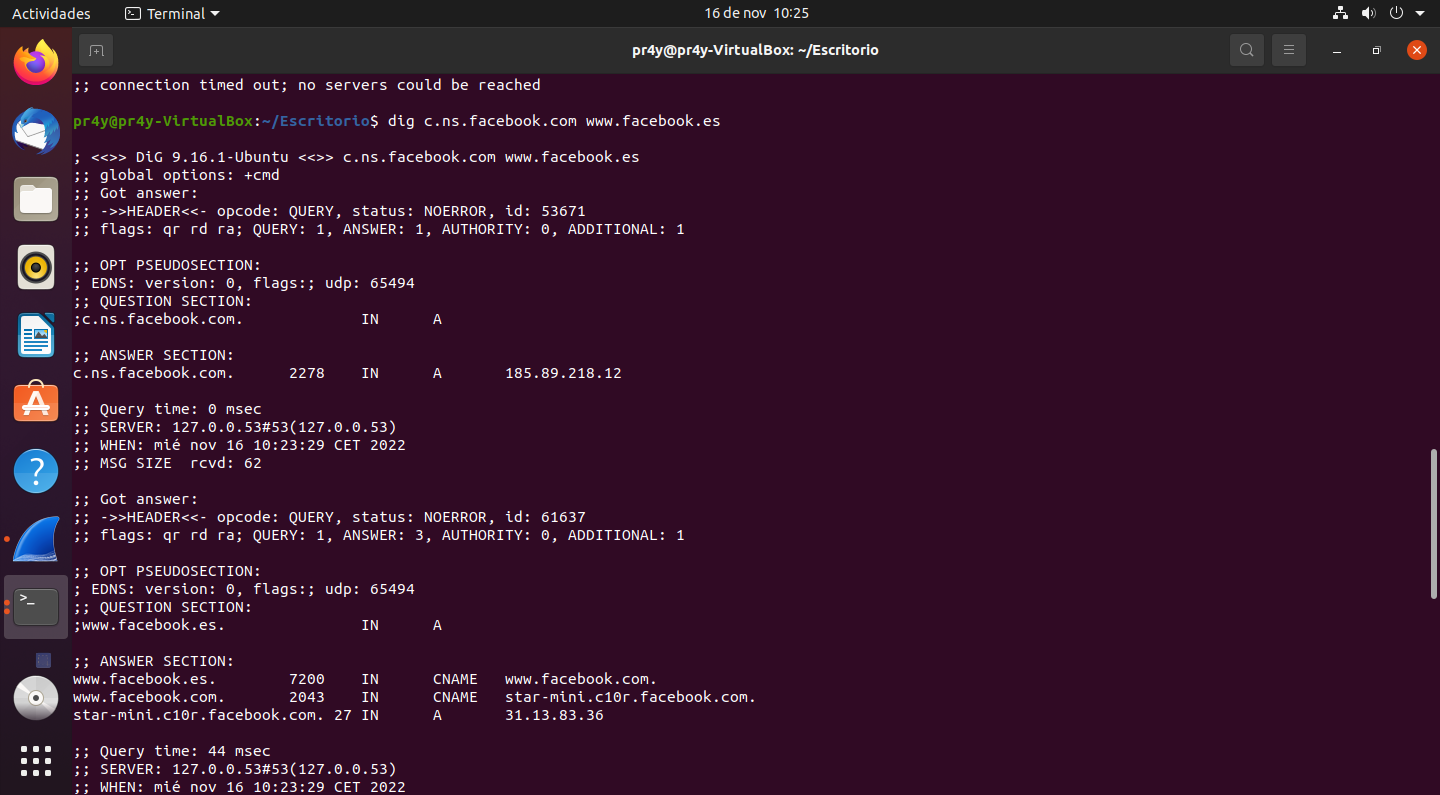 Actividades Terminal 16 de nov 10:25
pr4y@pr4y-VirtualBox: ~/Escritorio
;; connection timed out; no servers could be reached
pr4y@pr4y-VirtualBox:~/Escritorio$ dig c.ns.facebook.com www.facebook.es
; <<>> DiG 9.16.1-Ubuntu <<>> c.ns.facebook.com www.facebook.es
;; global options: +cmd
;; Got answer:
;; ->>HEADER<<- opcode: QUERY, status: NOERROR, id: 53671
;; flags: qr rd ra; QUERY: 1, ANSWER: 1, AUTHORITY: 0, ADDITIONAL: 1
;; OPT PSEUDOSECTION:
; EDNS: version: 0, flags:; udp: 65494
;; QUESTION SECTION:
;c.ns.facebook.com. IN A
;; ANSWER SECTION:
c.ns.facebook.com. 2278 IN A 185.89.218.12
;; Query time: 0 msec
;; SERVER: 127.0.0.53#53(127.0.0.53)
;; WHEN: mié nov 16 10:23:29 CET 2022
;; MSG SIZE rcvd: 62
;; Got answer:
;; ->>HEADER<<- opcode: QUERY, status: NOERROR, id: 61637
;; flags: qr rd ra; QUERY: 1, ANSWER: 3, AUTHORITY: 0, ADDITIONAL: 1
;; OPT PSEUDOSECTION:
; EDNS: version: 0, flags:; udp: 65494
;; QUESTION SECTION:
;www.facebook.es. IN A
;; ANSWER SECTION:
www.facebook.es. 7200 IN CNAME www.facebook.com.
www.facebook.com. 2043 IN CNAME star-mini.c10r.facebook.com.
star-mini.c10r.facebook.com. 27 IN A 31.13.83.36
;; Query time: 44 msec
;; SERVER: 127.0.0.53#53(127.0.0.53)
;; WHEN: mié nov 16 10:23:29 CET 2022